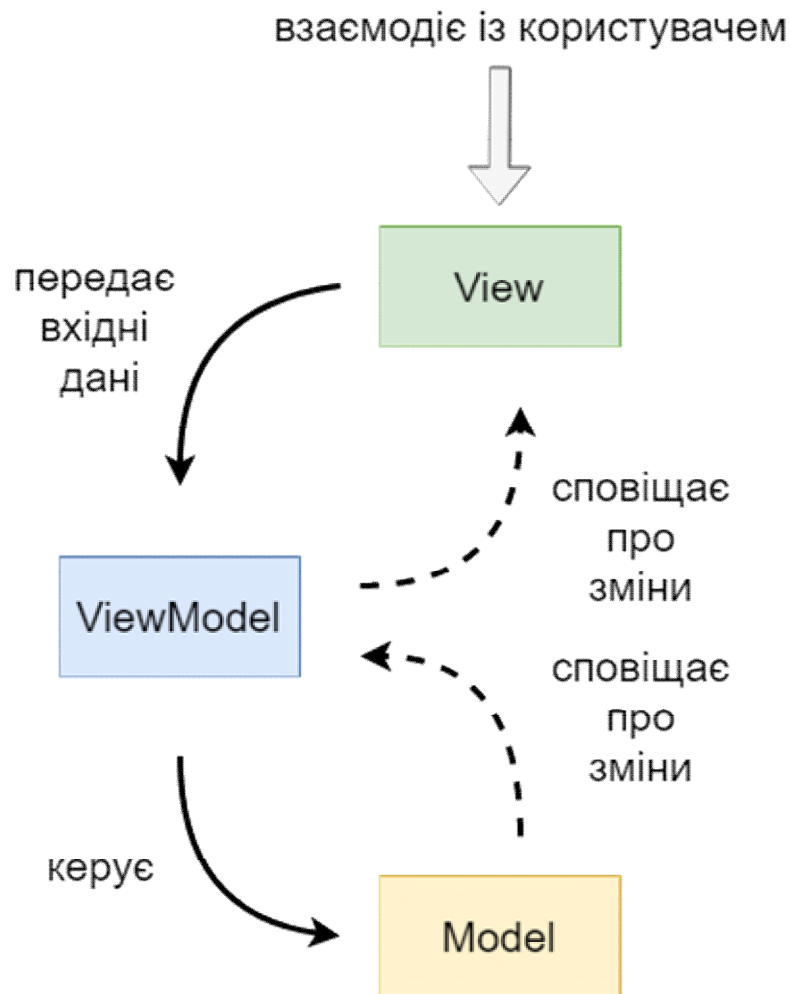 взаємодіє із користувачем
View
передає
вхідні
дані
сповіщає
про
зміни
ViewModel
сповіщає
про
зміни
керує
Model